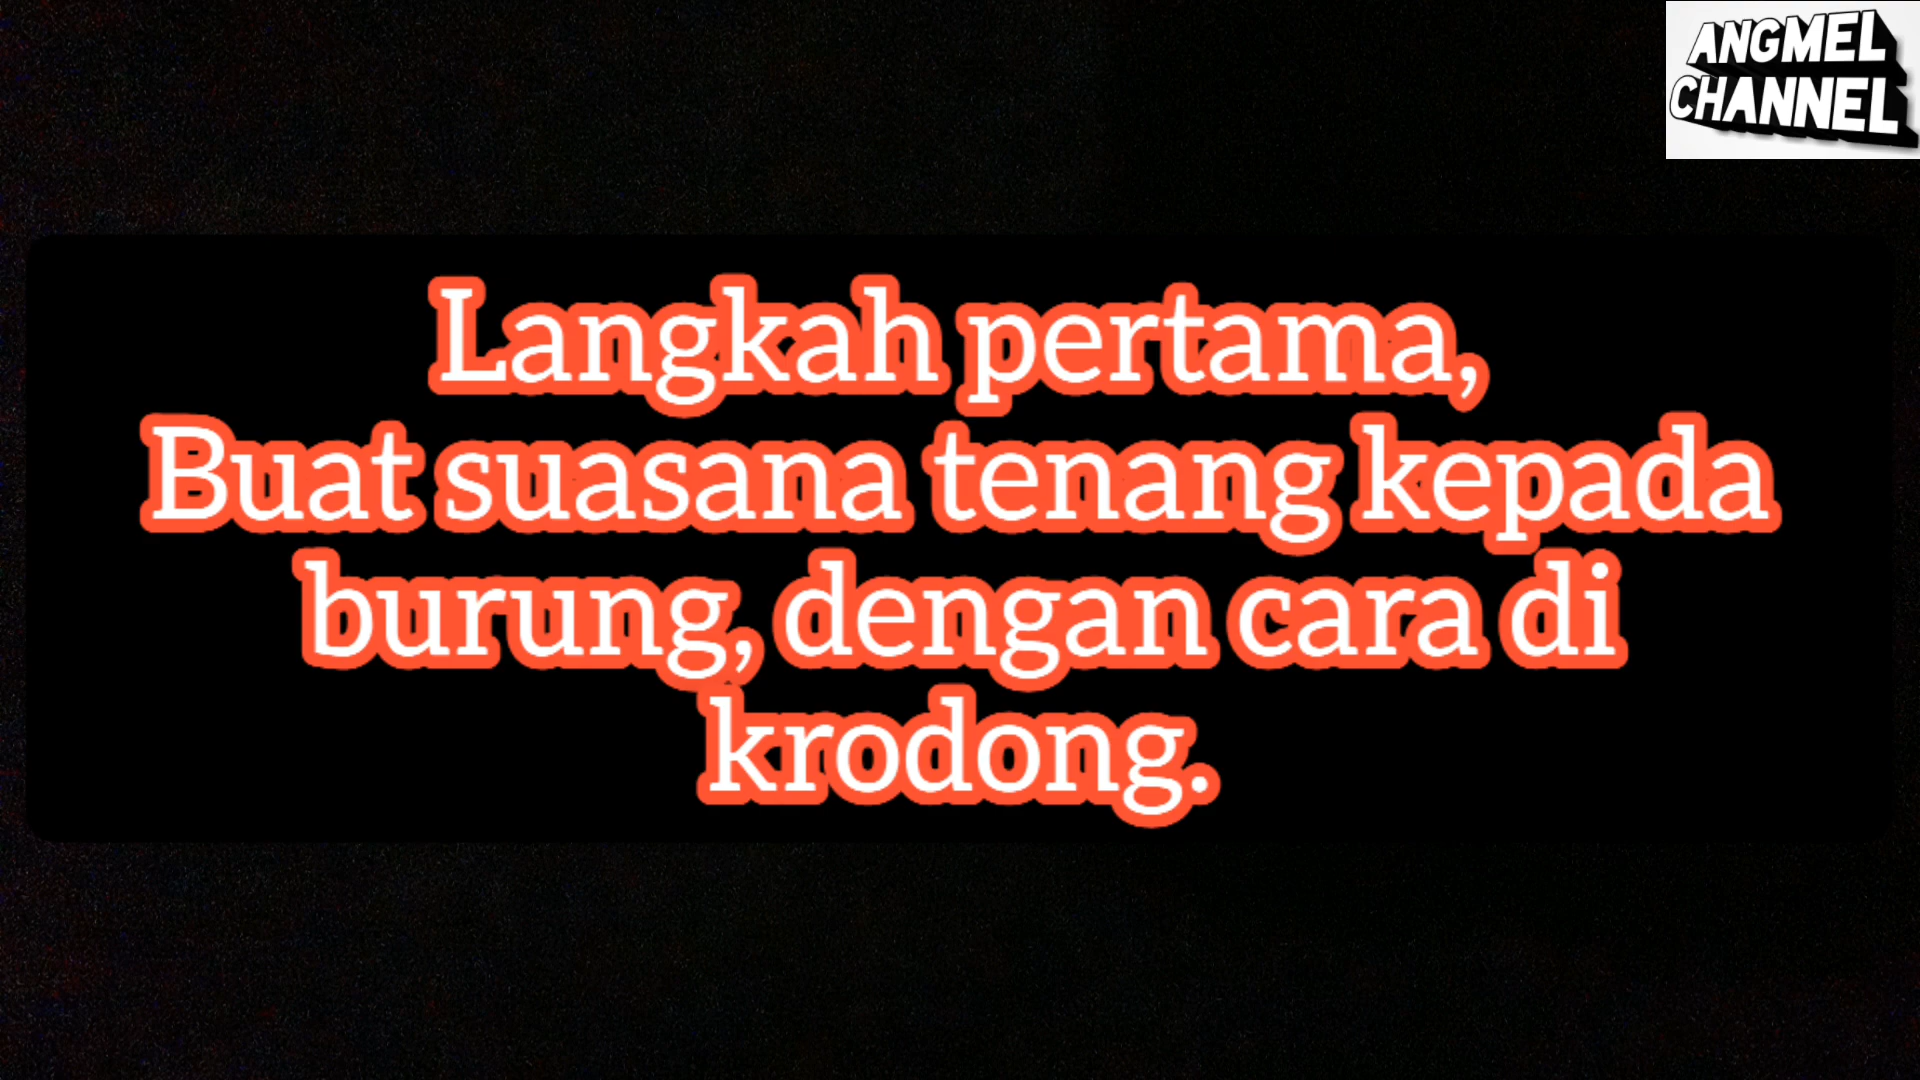 ANGMEL
CHANNEL
Langkah pertama,
Buat suasana tenang kepada
burung, dengan cara di
krodong.